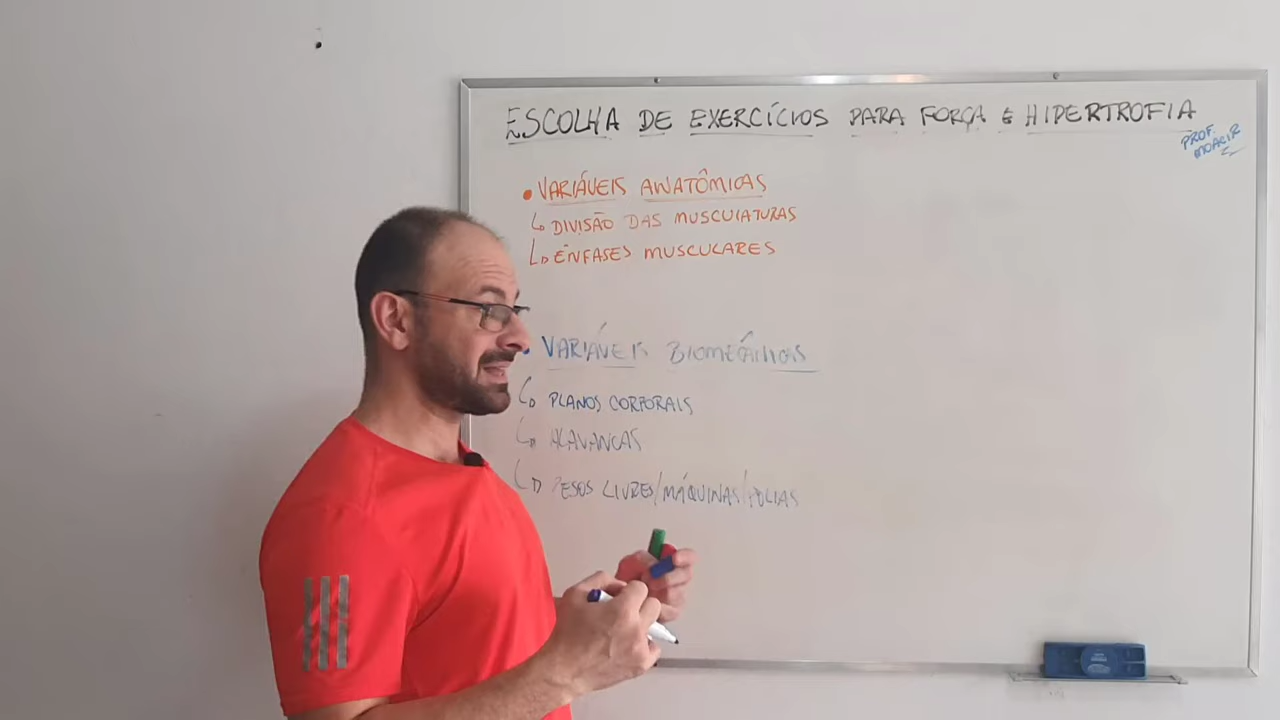 ESCOLHA DE EXERCÍCIOS PARA FORÇA E HIPERTROFIA
PROF. MOACIR
• VARIÁVEIS ANATÔMICAS
DIVISÃO DAS MUSCULATURAS
ÊNFASES MUSCULARES
• VARIÁVEIS BIOMECÂNICAS
PLANOS CORPORAIS
ALAVANCAS
PESOS LIVRES/MÁQUINAS/POLIAS